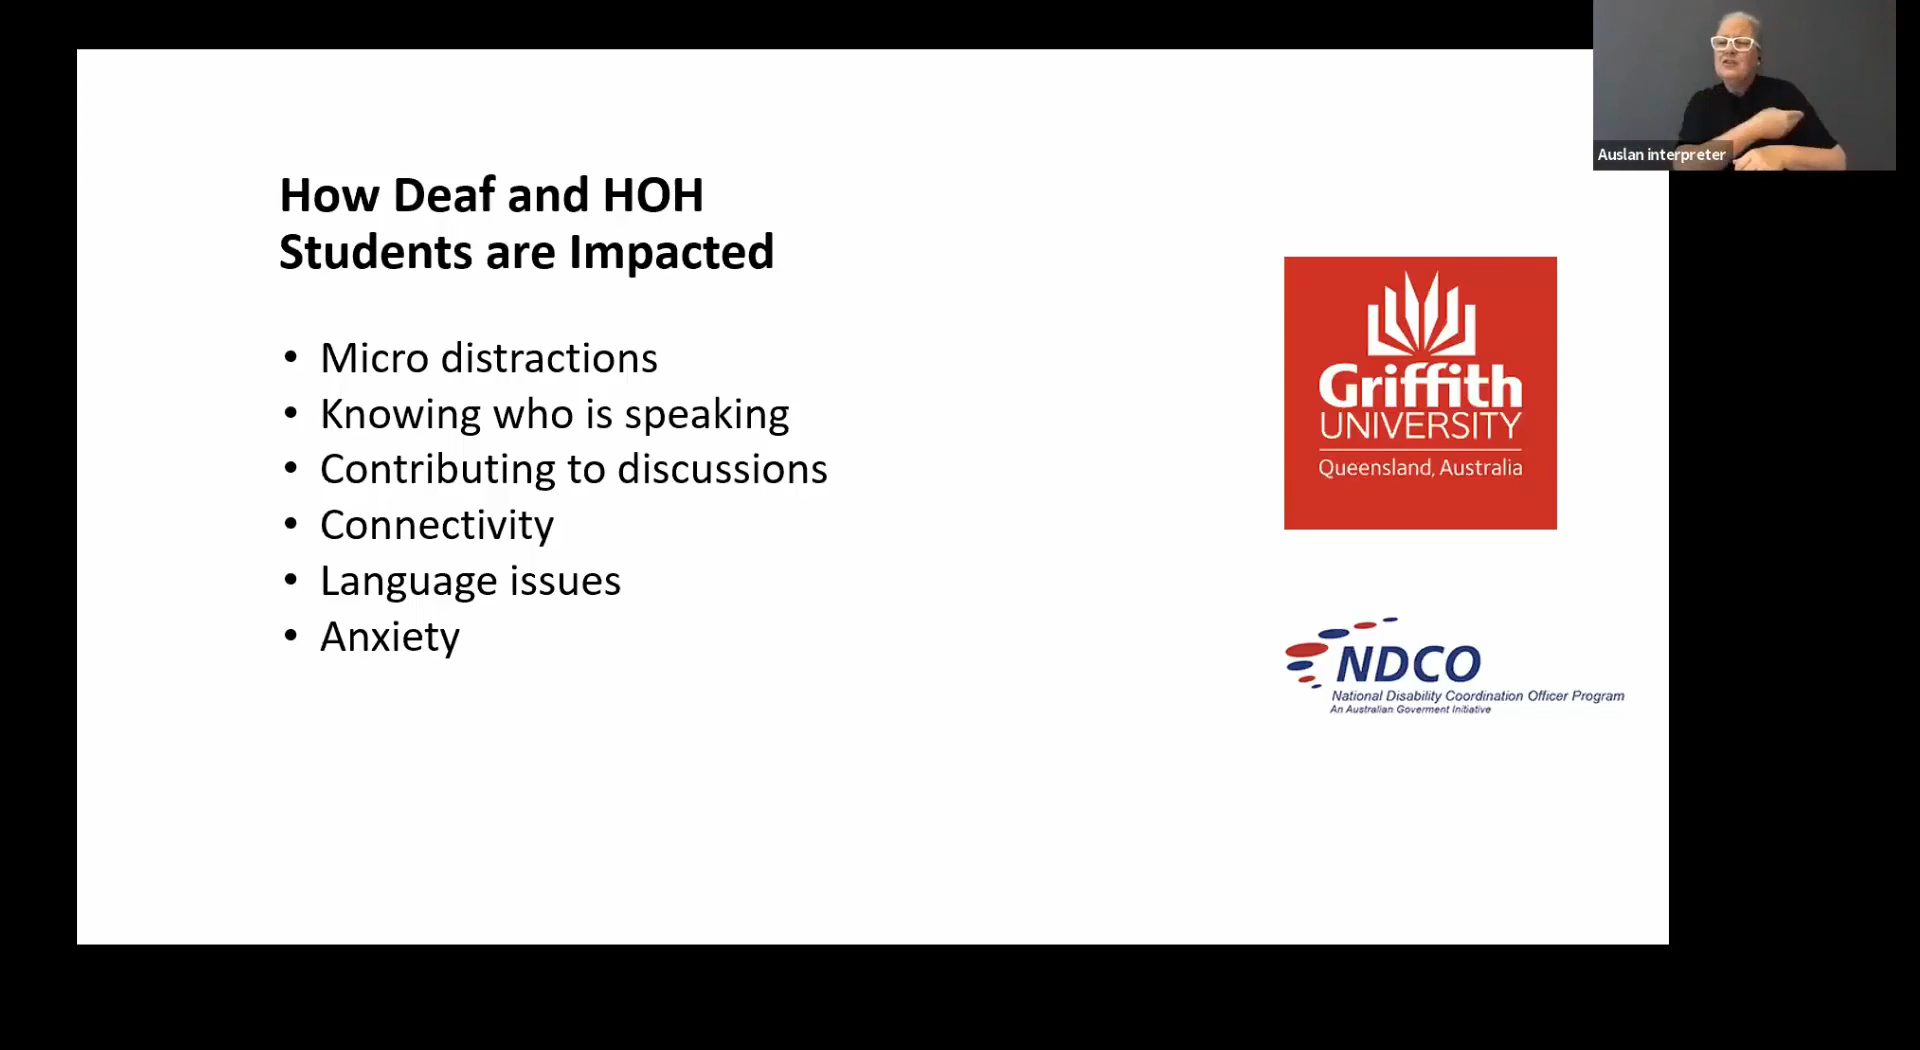 Auslan interpreter
How Deaf and HOH
Students are Impacted
• Micro distractions
• Knowing who is speaking
• Contributing to discussions
• Connectivity
• Language issues
• Anxiety
Griffith
UNIVERSITY
Queensland, Australia
NDCO
National Disability Coordination Officer Program
An Australian Goverment Initiative